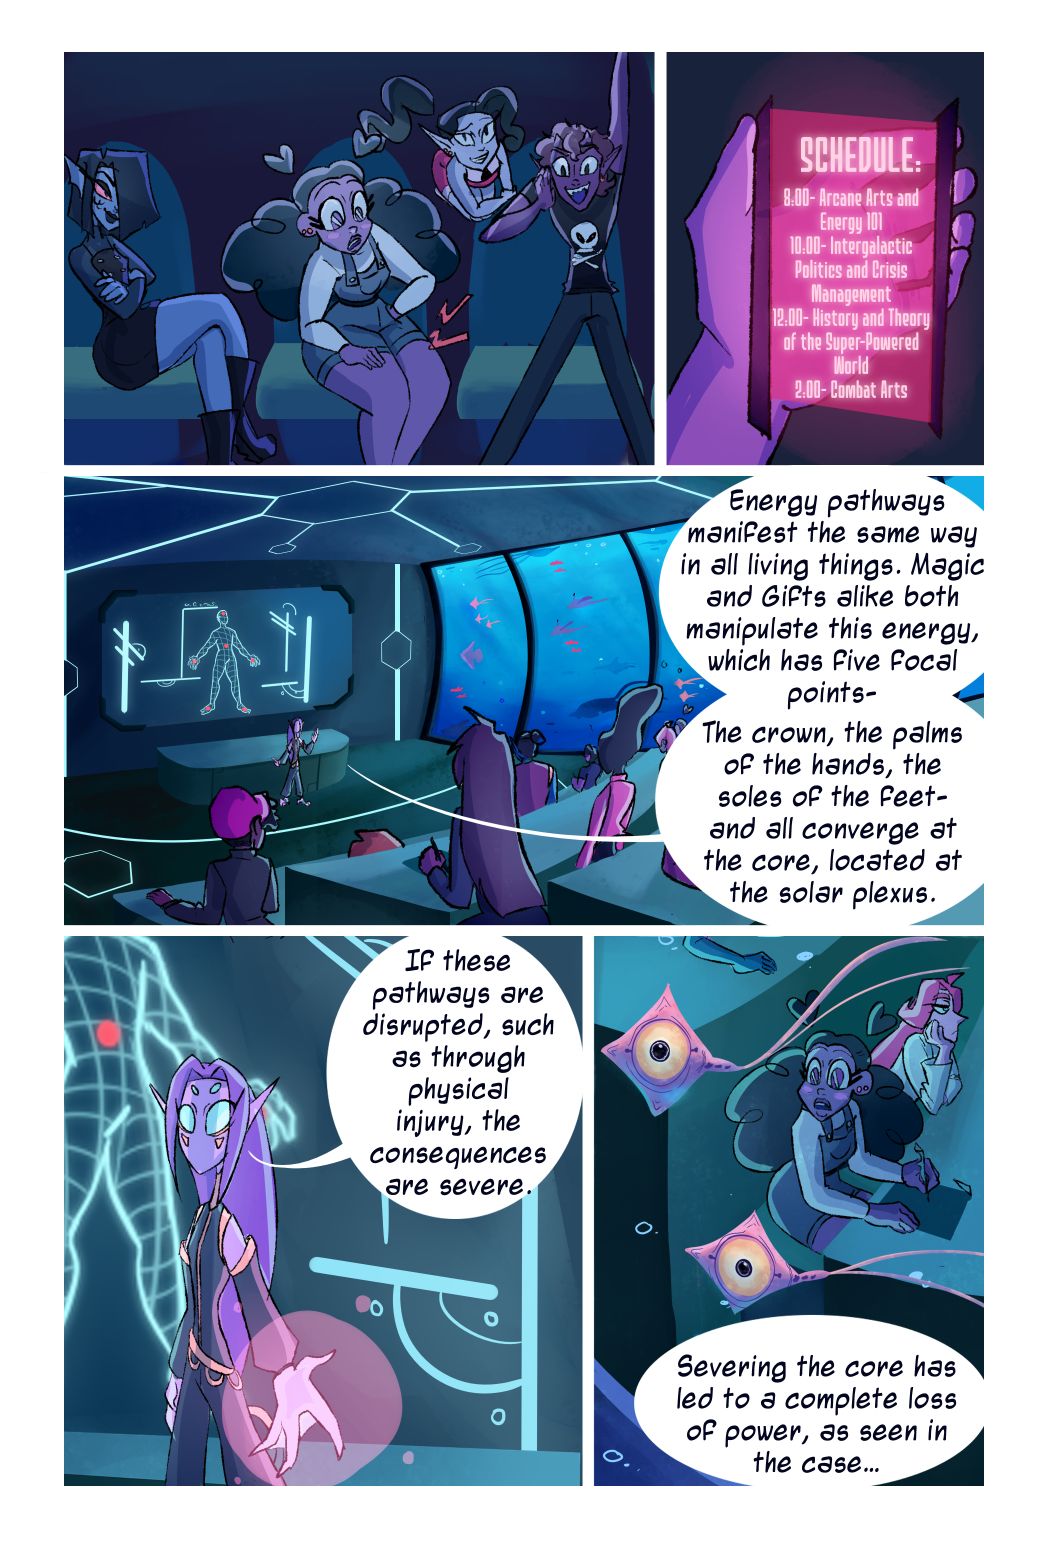 SCHEDULE:
8:00- Arcane Arts and
Energy 101
10:00- Intergalactic
Politics and Crisis
Management
12:00- History and Theory
of the Super-Powered
World
2:00- Combat Arts
Energy pathways
manifest the same way
in all living things. Magic
and Gifts alike both
manipulate this energy,
which has five focal
points-
The crown, the palms
of the hands, the
soles of the feet-
and all converge at
the core, located at
the solar plexus.
If these
pathways are
disrupted, such
as through
physical
injury, the
consequences
are severe.
Severing the core has
led to a complete loss
of power, as seen in
the case...